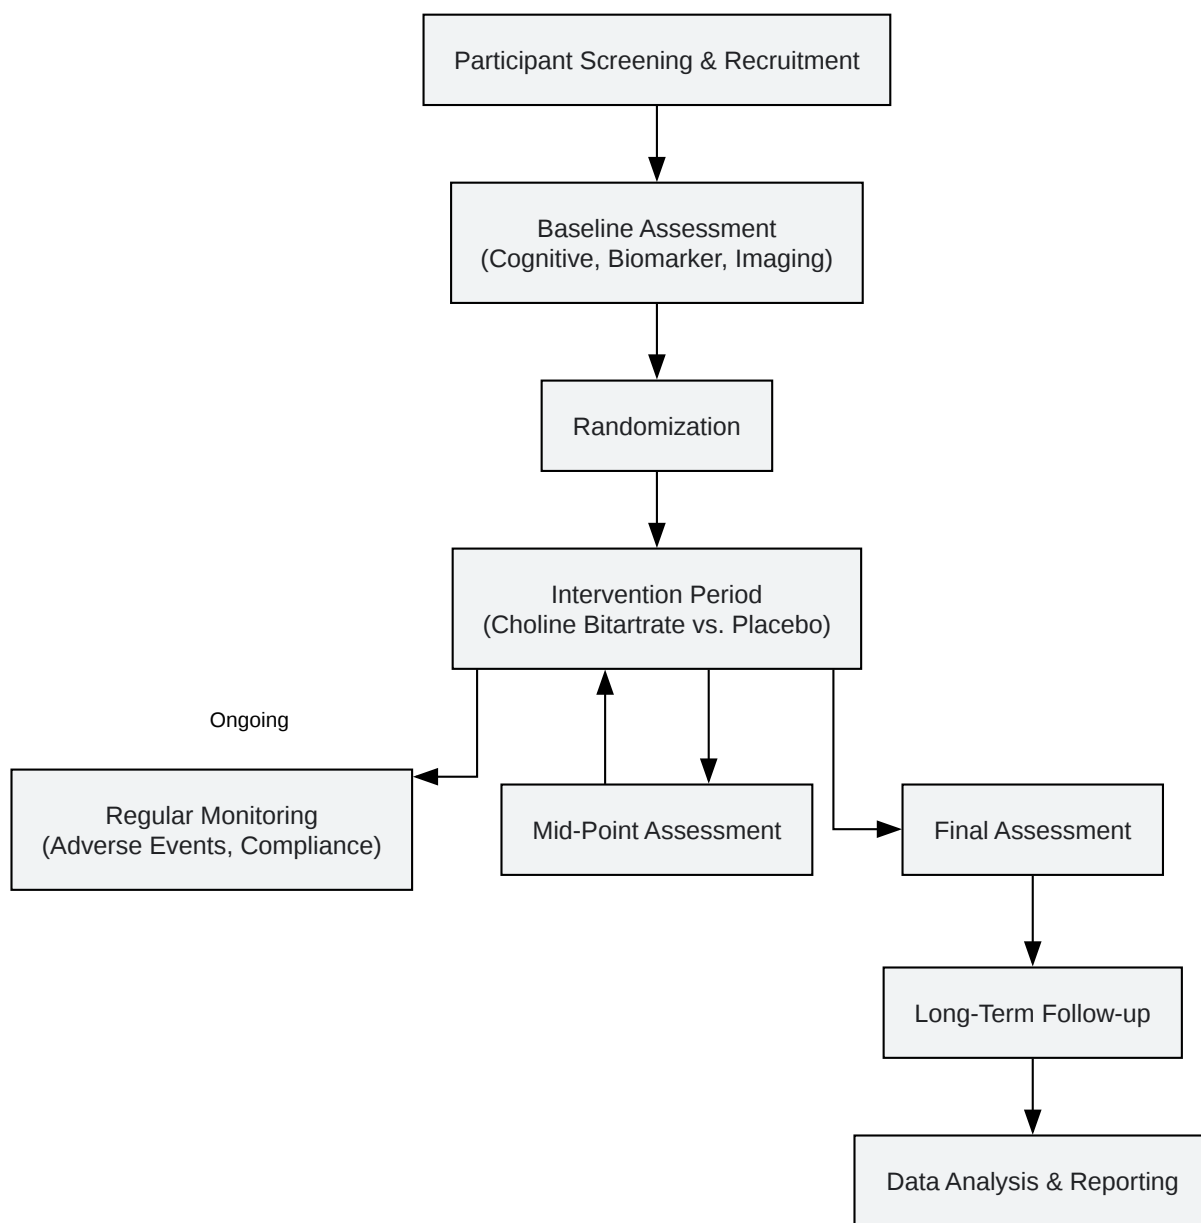 Participant Screening & Recruitment
Baseline Assessment
(Cognitive, Biomarker, Imaging)
Randomization
Intervention Period
(Choline Bitartrate vs. Placebo)
Ongoing
Regular Monitoring
(Adverse Events, Compliance)
Mid-Point Assessment
Final Assessment
Long-Term Follow-up
Data Analysis & Reporting